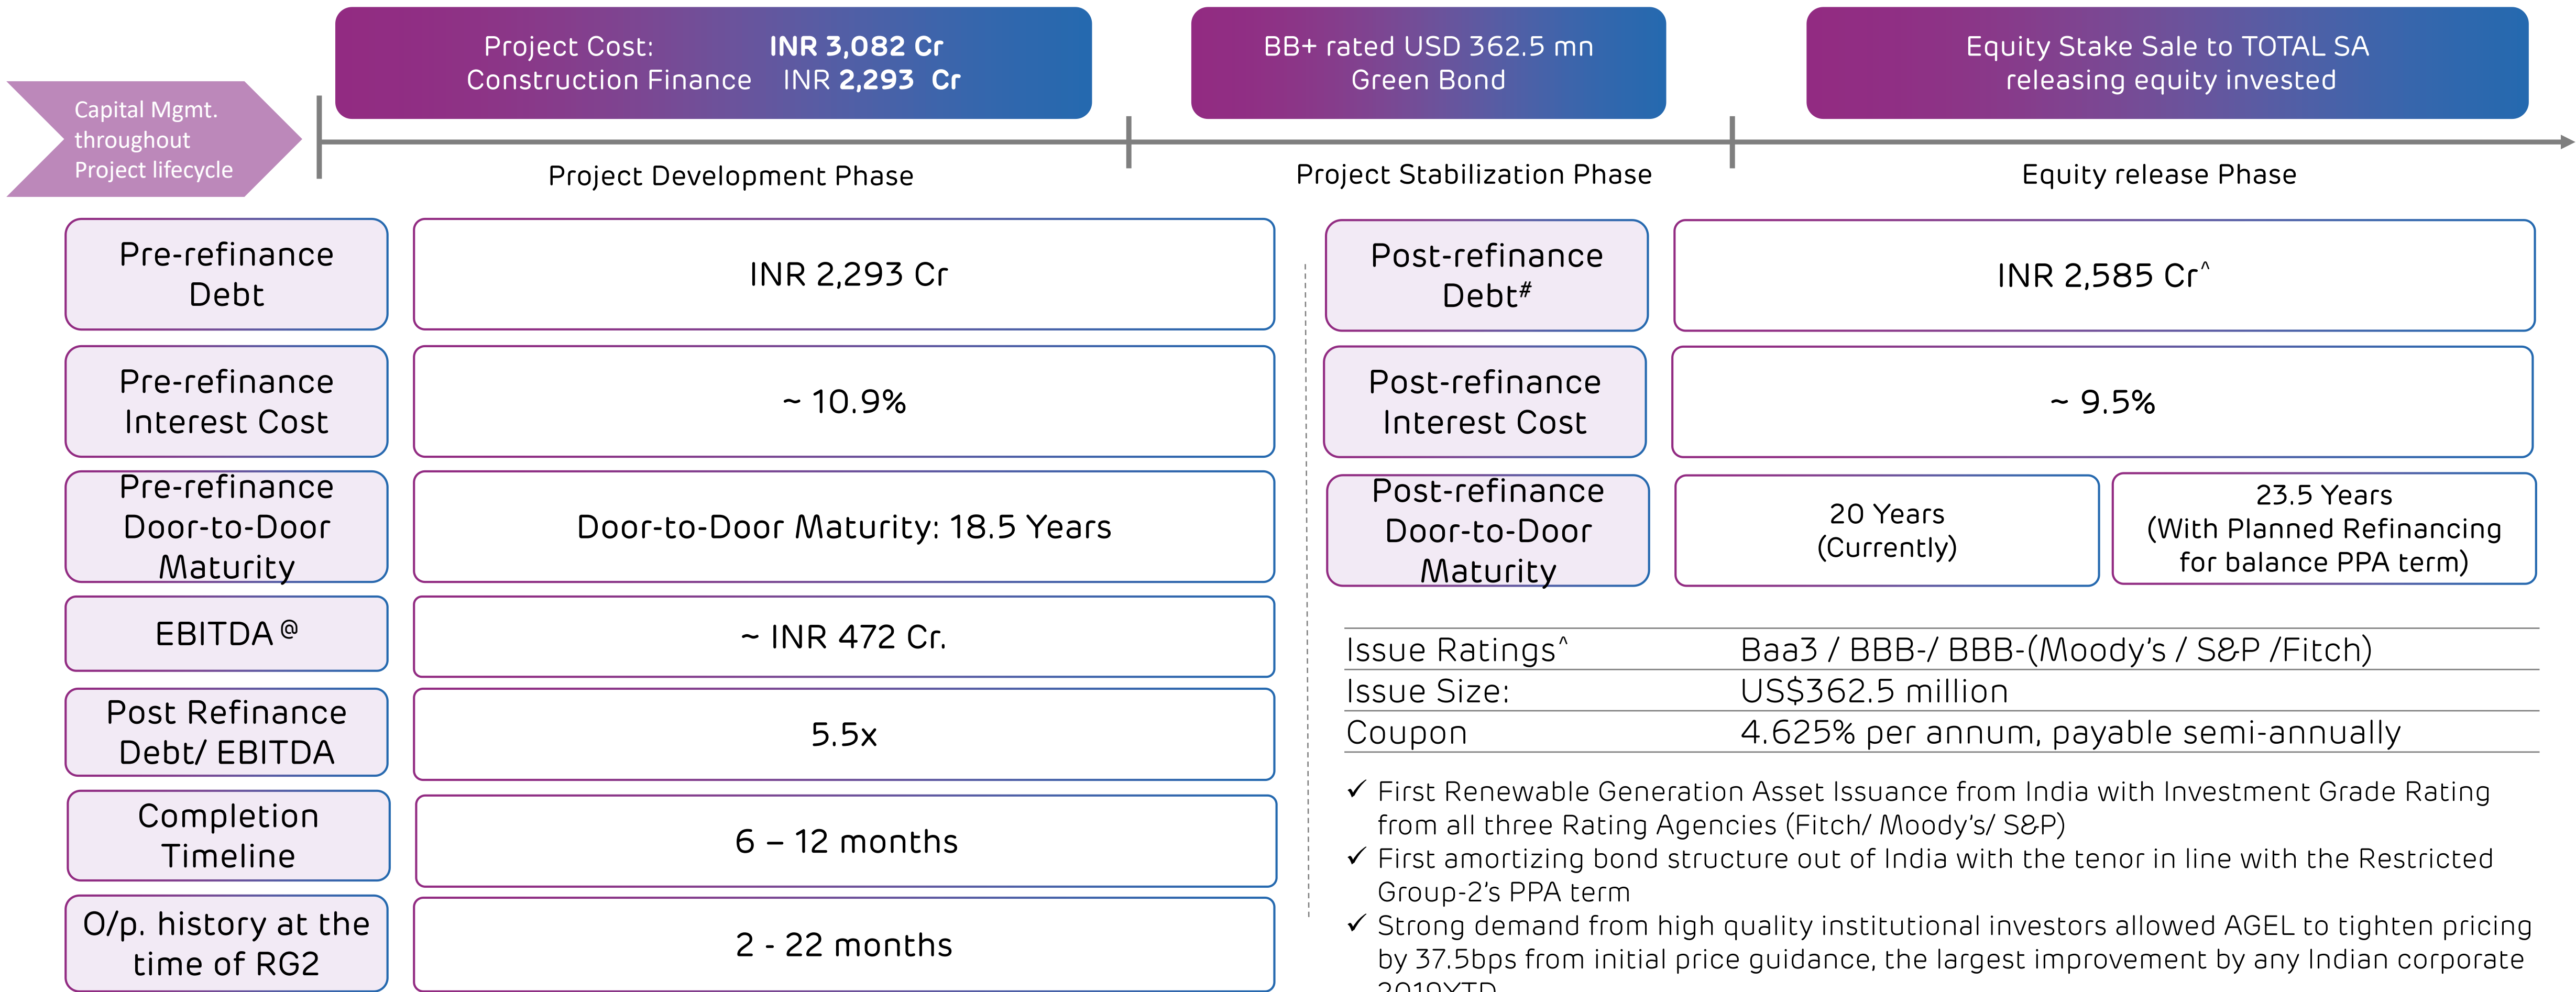 Project Cost: INR 3,082 Cr
Construction Finance INR 2,293 Cr
BB+ rated USD 362.5 mn
Green Bond
Equity Stake Sale to TOTAL SA
releasing equity invested
Capital Mgmt.
throughout
Project lifecycle
Project Development Phase
Project Stabilization Phase
Equity release Phase
Pre-refinance
Debt
INR 2,293 Cr
Pre-refinance
Interest Cost
~ 10.9%
Pre-refinance
Door-to-Door
Maturity
Door-to-Door Maturity: 18.5 Years
EBITDA @
~ INR 472 Cr.
Post Refinance
Debt/ EBITDA
5.5x
Completion
Timeline
6 – 12 months
O/p. history at the
time of RG2
2 - 22 months
Post-refinance
Debt#
INR 2,585 Cr^
Post-refinance
Interest Cost
~ 9.5%
Post-refinance
Door-to-Door
Maturity
20 Years
(Currently)
23.5 Years
(With Planned Refinancing
for balance PPA term)
Issue Ratings^ Baa3 / BBB-/ BBB-(Moody's / S&P /Fitch)
Issue Size: US$362.5 million
Coupon 4.625% per annum, payable semi-annually
✓ First Renewable Generation Asset Issuance from India with Investment Grade Rating
from all three Rating Agencies (Fitch/ Moody's/ S&P)
✓ First amortizing bond structure out of India with the tenor in line with the Restricted
Group-2's PPA term
✓ Strong demand from high quality institutional investors allowed AGEL to tighten pricing
by 37.5bps from initial price guidance, the largest improvement by any Indian corporate
2019YTD